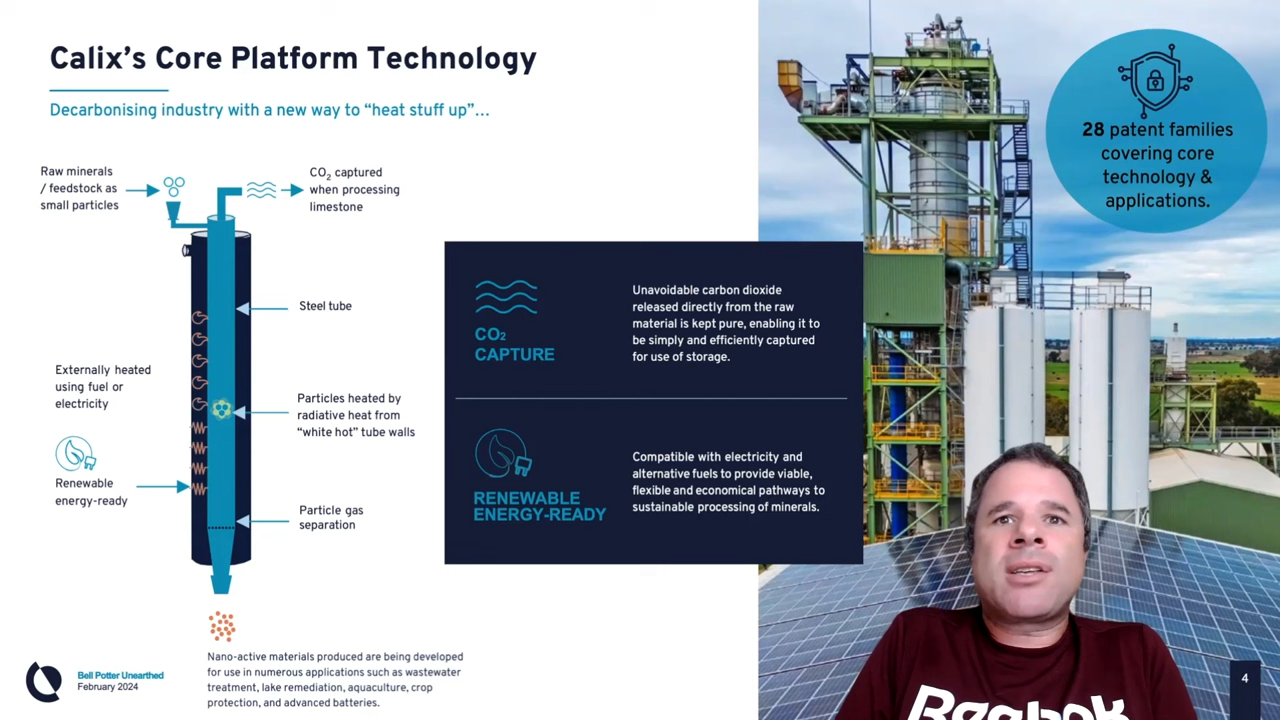 Calix's Core Platform Technology
Decarbonising industry with a new way to “heat stuff up”...
Raw minerals
/ feedstock as
small particles
CO2 captured
when processing
limestone
Steel tube
Externally heated
using fuel or
electricity
Particles heated by
radiative heat from
“white hot” tube walls
Renewable
energy-ready
Particle gas
separation
Nano-active materials produced are being developed
for use in numerous applications such as wastewater
treatment, lake remediation, aquaculture, crop
protection, and advanced batteries.
CO2
CAPTURE
Unavoidable carbon dioxide
released directly from the raw
material is kept pure, enabling it to
be simply and efficiently captured
for use of storage.
RENEWABLE
ENERGY-READY
Compatible with electricity and
alternative fuels to provide viable,
flexible and economical pathways to
sustainable processing of minerals.
28 patent families
covering core
technology &
applications.
Bell Potter Unearthed
February 2024
4
Reebok